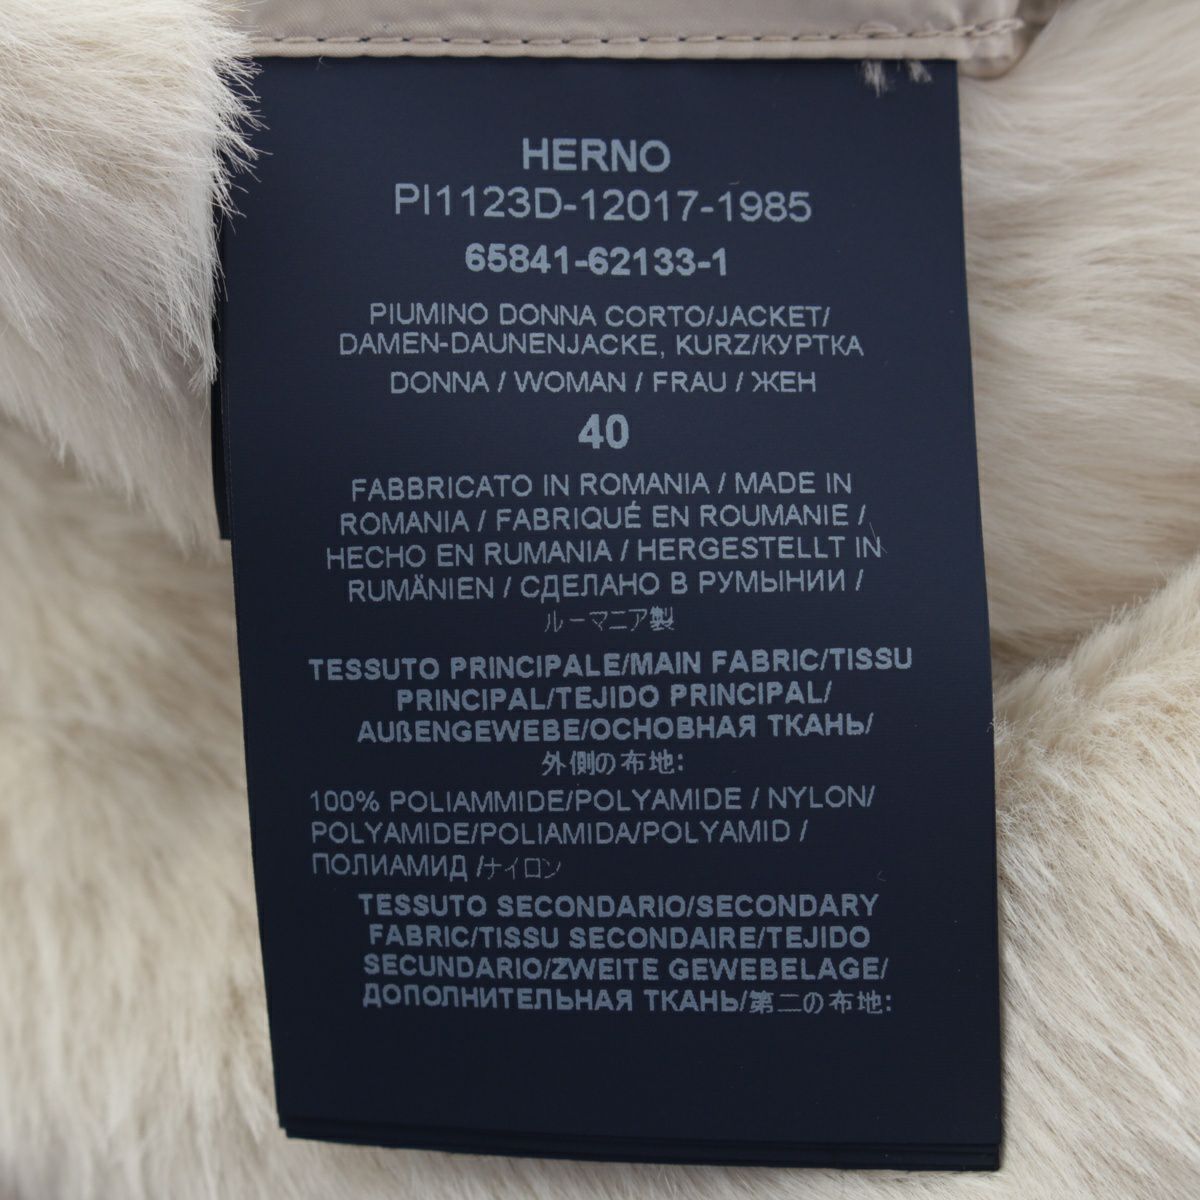 HERNO
PI1123D-12017-1985
65841-62133-1
PIUMINO DONNA CORTO/JACKET/
DAMEN-DAUNENJACKE, KURZ/КУРТКА
DONNA / WOMAN / FRAU / ЖЕН
40
FABBRICATO IN ROMANIA / MADE IN
ROMANIA / FABRIQUÉ EN ROUMANIE /
HECHO EN RUMANIA / HERGESTELLT IN
RUMÄNIEN / СДЕЛАНО В РУМЫНИИ /
ルーマニア製
TESSUTO PRINCIPALE/MAIN FABRIC/TISSU
PRINCIPAL/TEJIDO PRINCIPAL/
AUßENGEWEBE/ОСНОВНАЯ ТКАНЬ/
外側の布地:
100% POLIAMMIDE/POLYAMIDE / NYLON/
POLYAMIDE/POLIAMIDA/POLYAMID /
ПОЛИАМИД /ナイロン
TESSUTO SECONDARIO/SECONDARY
FABRIC/TISSU SECONDAIRE/TEJIDO
SECUNDARIO/ZWEITE GEWEBELAGE/
ДОПОЛНИТЕЛЬНАЯ ТКАНЬ/第二の布地: